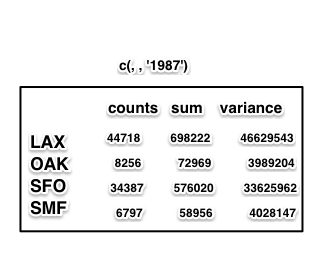 c(, , '1987')
counts sum variance
LAX 44718 698222 46629543
OAK 8256 72969 3989204
SFO 34387 576020 33625962
SMF 6797 58956 4028147